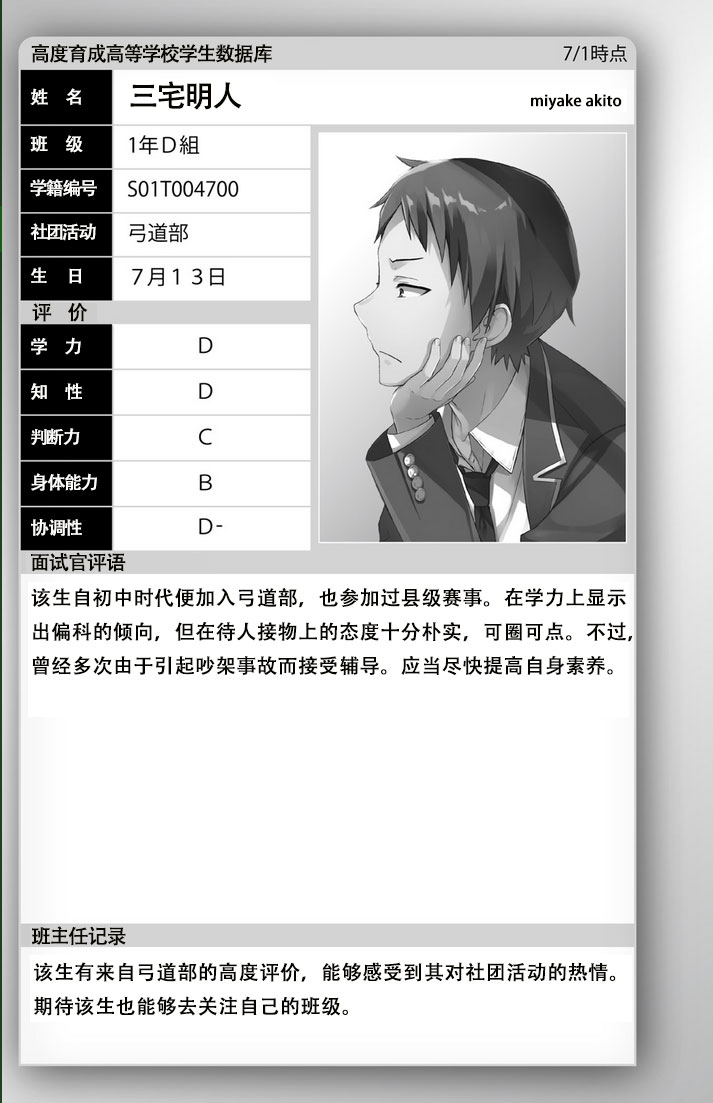 高度育成高等学校学生数据库 7/1時点
姓 名 三宅明人 miyake akito
班 级 1年D組
学籍编号 S01T004700
社团活动 弓道部
生 日 7月13日
评 价
学 力 D
知 性 D
判断力 C
身体能力 B
协调性 D-
面试官评语
该生自初中时代便加入弓道部，也参加过县级赛事。在学力上显示
出偏科的倾向，但在待人接物上的态度十分朴实，可圈可点。不过，
曾经多次由于引起吵架事故而接受辅导。应当尽快提高自身素养。
班主任记录
该生有来自弓道部的高度评价，能够感受到其对社团活动的热情。
期待该生也能够去关注自己的班级。